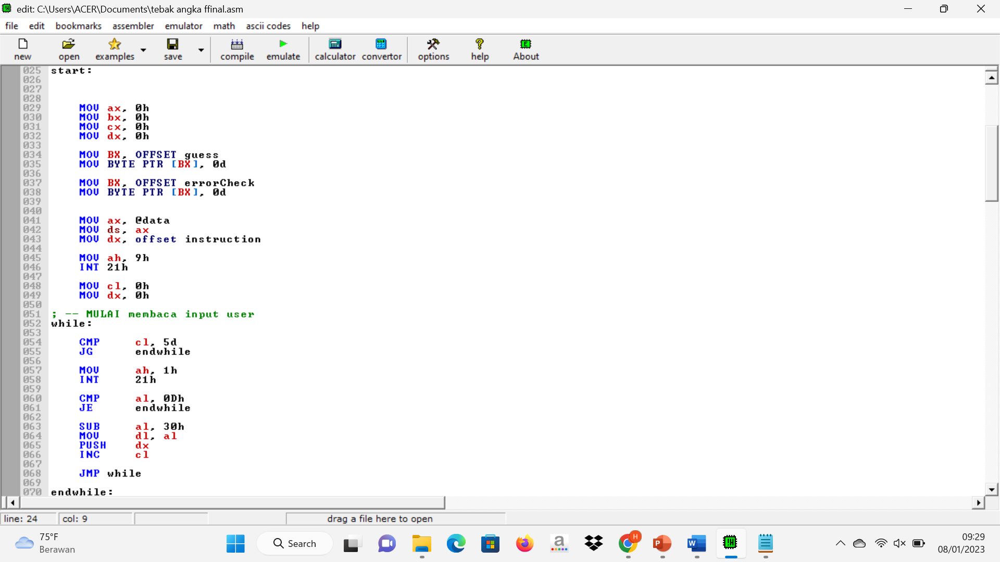 edit: C:\Users\ACER\Documents\tebak angka ffinal.asm
file edit bookmarks assembler emulator math ascii codes help
new open examples save compile emulate calculator convertor options help About
025 start:
026
027
028
029 MOV ax, 0h
030 MOV bx, 0h
031 MOV cx, 0h
032 MOV dx, 0h
033
034 MOV BX, OFFSET guess
035 MOV BYTE PTR [BX], 0d
036
037 MOV BX, OFFSET errorCheck
038 MOV BYTE PTR [BX], 0d
039
040
041 MOV ax, @data
042 MOV ds, ax
043 MOV dx, offset instruction
044
045 MOV ah, 9h
046 INT 21h
047
048 MOV cl, 0h
049 MOV dx, 0h
050
051 ; -- MULAI membaca input user
052 while:
053
054 CMP cl, 5d
055 JG endwhile
056
057 MOV ah, 1h
058 INT 21h
059
060 CMP al, 0Dh
061 JE endwhile
062
063 SUB al, 30h
064 MOV dl, al
065 PUSH dx
066 INC cl
067
068 JMP while
069
070 endwhile:
line: 24 col: 9 drag a file here to open
75°F
Berawan
Search
09:29
08/01/2023